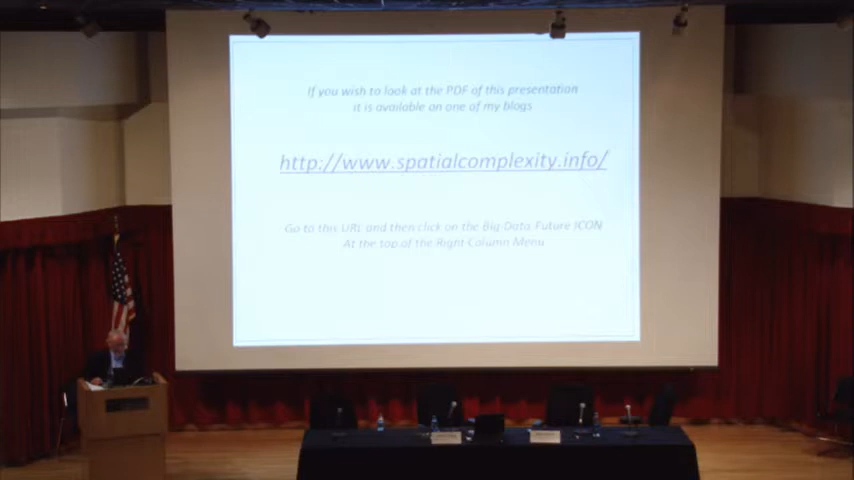 If you wish to look at the PDF of this presentation
it is available on one of my blogs
http://www.spatialcomplexity.info/
Go to this URL and then click on the Big Data Future ICON
At the top of the Right Column Menu